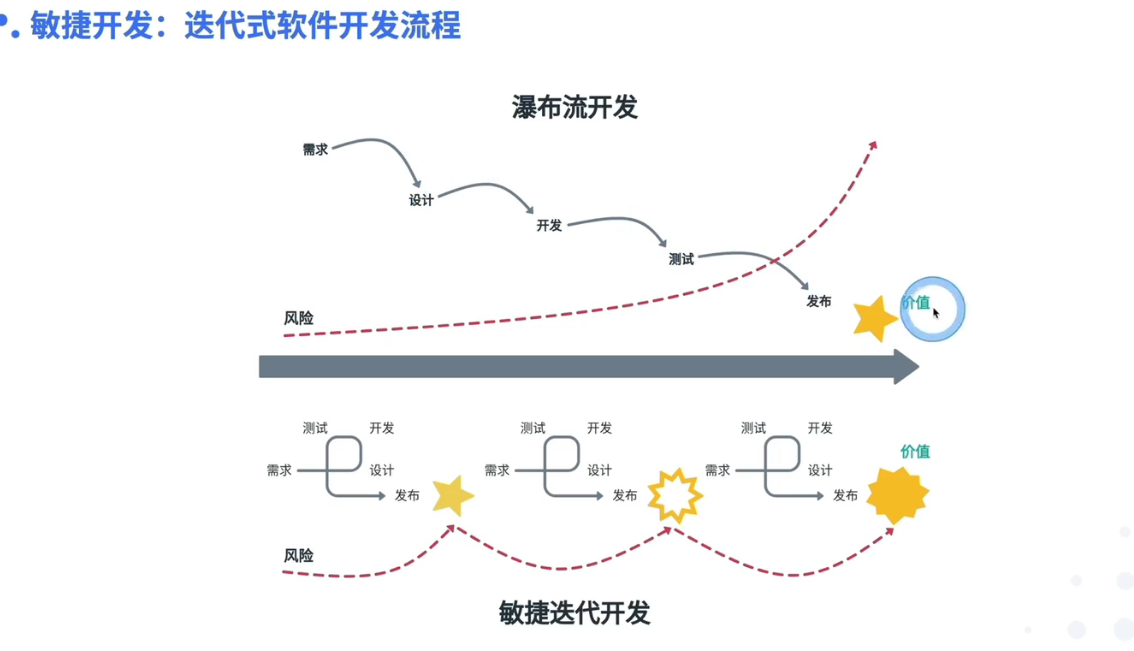 敏捷开发：迭代式软件开发流程
瀑布流开发
需求
设计
开发
测试
发布
价值
风险
测试 开发
需求 设计
发布
测试 开发
需求 设计
发布
测试 开发
需求 设计
发布
价值
风险
敏捷迭代开发